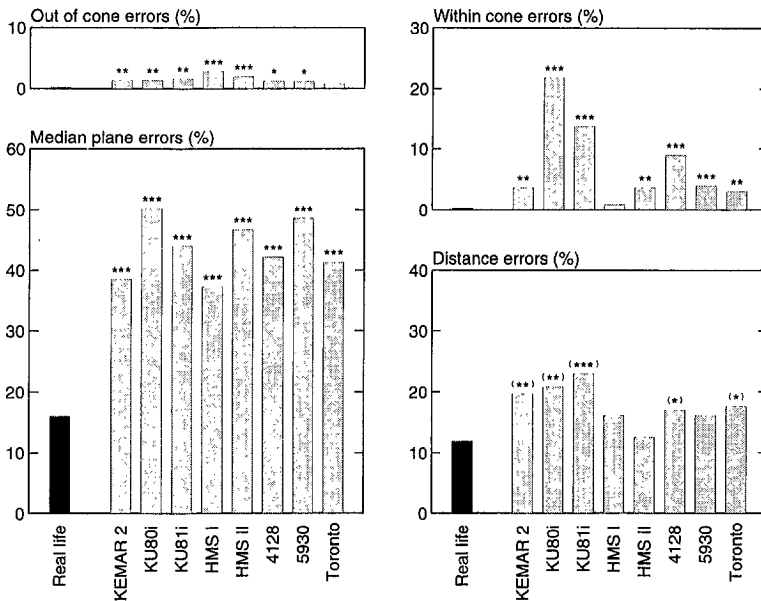 Out of cone errors (%)
10
0
** ** ** *** *** * *
Median plane errors (%)
60
50
40
30
20
10
0
*** *** *** *** *** *** *** ***
Real life
KEMAR 2
KU80i
KU81i
HMS I
HMS II
4128
5930
Toronto
Within cone errors (%)
30
20
10
0
** *** *** ** *** *** **
Distance errors (%)
40
30
20
10
0
(**) (**) (***) (*) (*)
Real life
KEMAR 2
KU80i
KU81i
HMS I
HMS II
4128
5930
Toronto